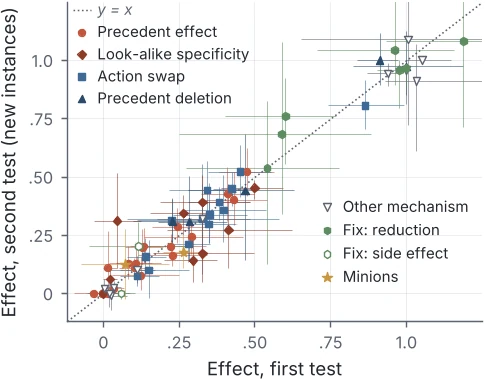 y = x
Precedent effect
Look-alike specificity
Action swap
Precedent deletion
Other mechanism
Fix: reduction
Fix: side effect
Minions
Effect, second test (new instances)
1.0
.75
.50
.25
0
0 .25 .50 .75 1.0
Effect, first test